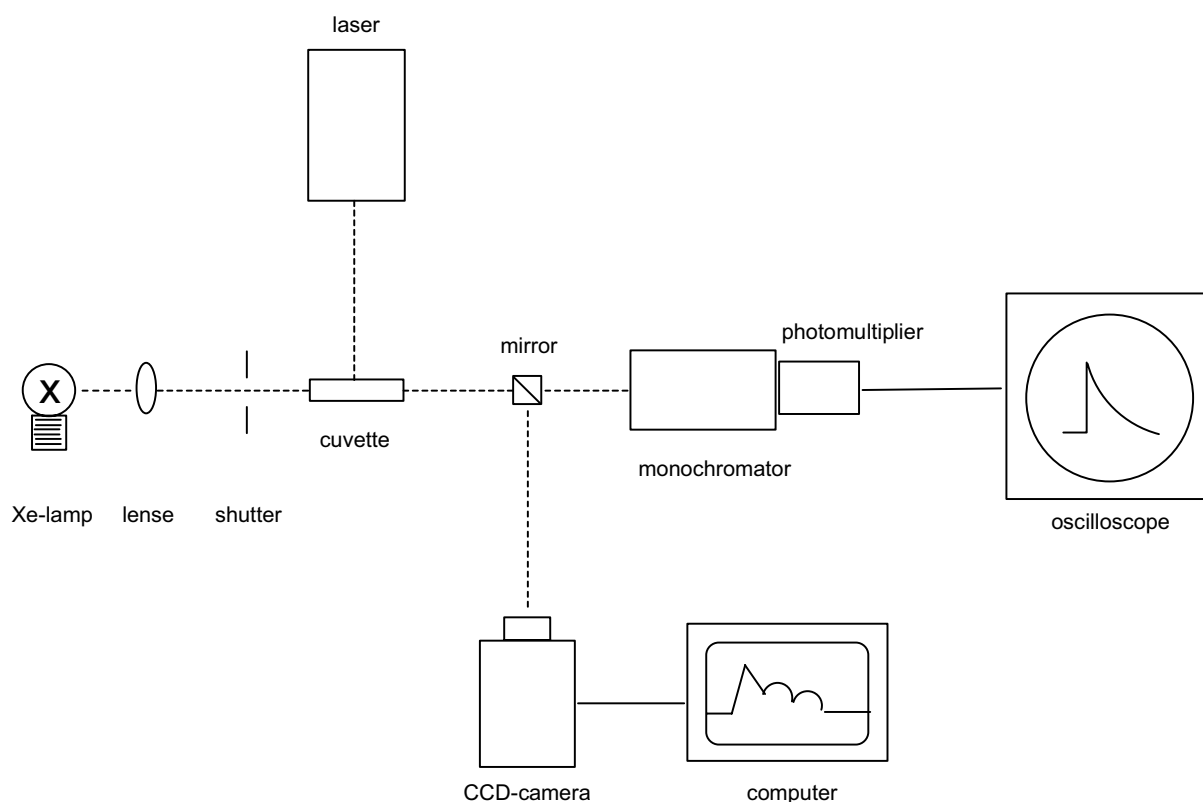 laser
mirror
photomultiplier
X
cuvette
monochromator
Xe-lamp
lense
shutter
oscilloscope
CCD-camera
computer